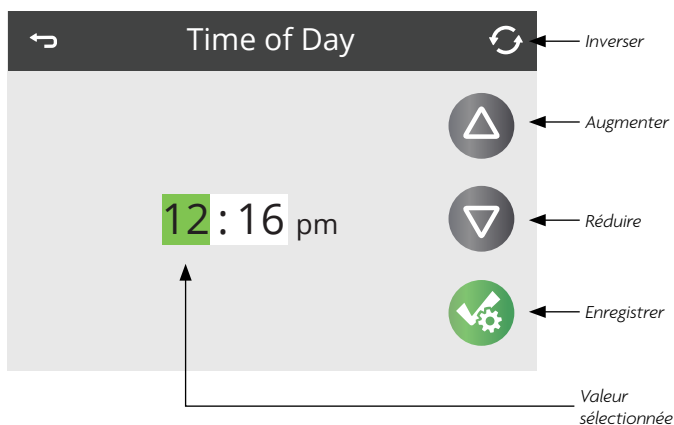 Time of Day
Inverser
Augmenter
12 : 16 pm
Réduire
Enregistrer
Valeur
sélectionnée